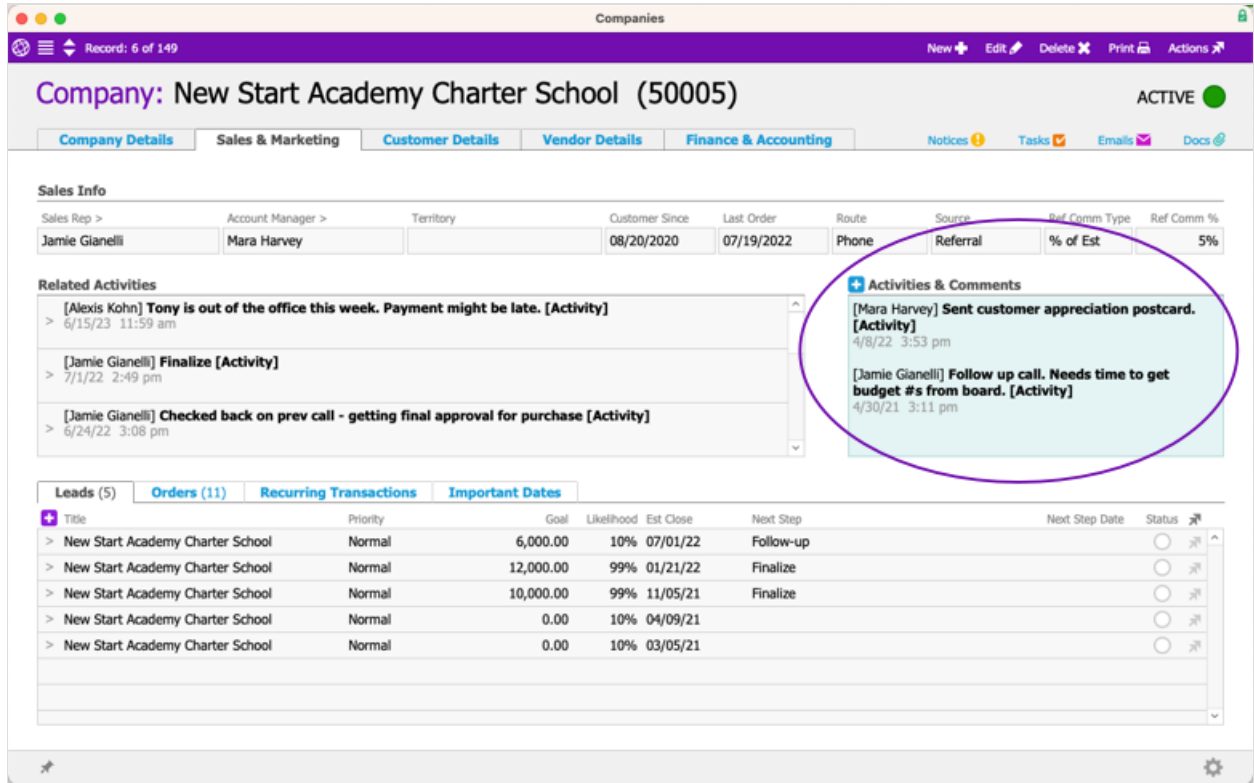 Companies
Record: 6 of 149
New Edit Delete Print Actions
Company: New Start Academy Charter School (50005)
ACTIVE
Company Details Sales & Marketing Customer Details Vendor Details Finance & Accounting Notices Tasks Emails Docs
Sales Info
Sales Rep > Account Manager > Territory Customer Since Last Order Route Source Ref Comm Type Ref Comm %
Jamie Gianelli Mara Harvey 08/20/2020 07/19/2022 Phone Referral % of Est 5%
Related Activities
[Alexis Kohn] Tony is out of the office this week. Payment might be late. [Activity]
> 6/15/23 11:59 am
[Jamie Gianelli] Finalize [Activity]
> 7/1/22 2:49 pm
[Jamie Gianelli] Checked back on prev call - getting final approval for purchase [Activity]
> 6/24/22 3:08 pm
Activities & Comments
[Mara Harvey] Sent customer appreciation postcard.
[Activity]
4/8/22 3:53 pm
[Jamie Gianelli] Follow up call. Needs time to get
budget #s from board. [Activity]
4/30/21 3:11 pm
Leads (5) Orders (11) Recurring Transactions Important Dates
Title Priority Goal Likelihood Est Close Next Step Next Step Date Status
> New Start Academy Charter School Normal 6,000.00 10% 07/01/22 Follow-up
> New Start Academy Charter School Normal 12,000.00 99% 01/21/22 Finalize
> New Start Academy Charter School Normal 10,000.00 99% 11/05/21 Finalize
> New Start Academy Charter School Normal 0.00 10% 04/09/21
> New Start Academy Charter School Normal 0.00 10% 03/05/21